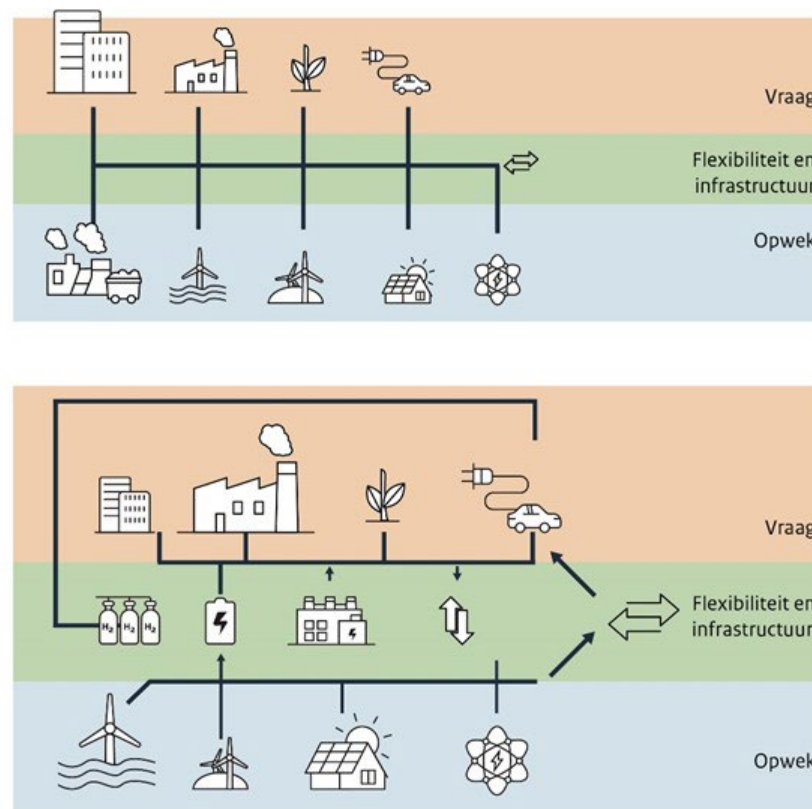 Vraag
Flexibiliteit en
infrastructuur
Opwek
Vraag
H₂ H₂ H₂
Flexibiliteit en
infrastructuur
Opwek